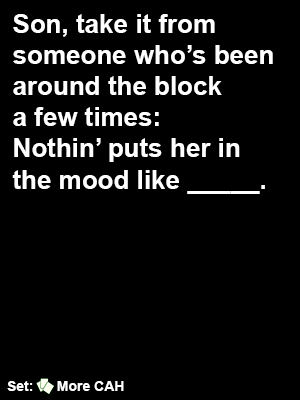 Son, take it from
someone who’s been
around the block
a few times:
Nothin’ puts her in
the mood like _____.
Set: More CAH